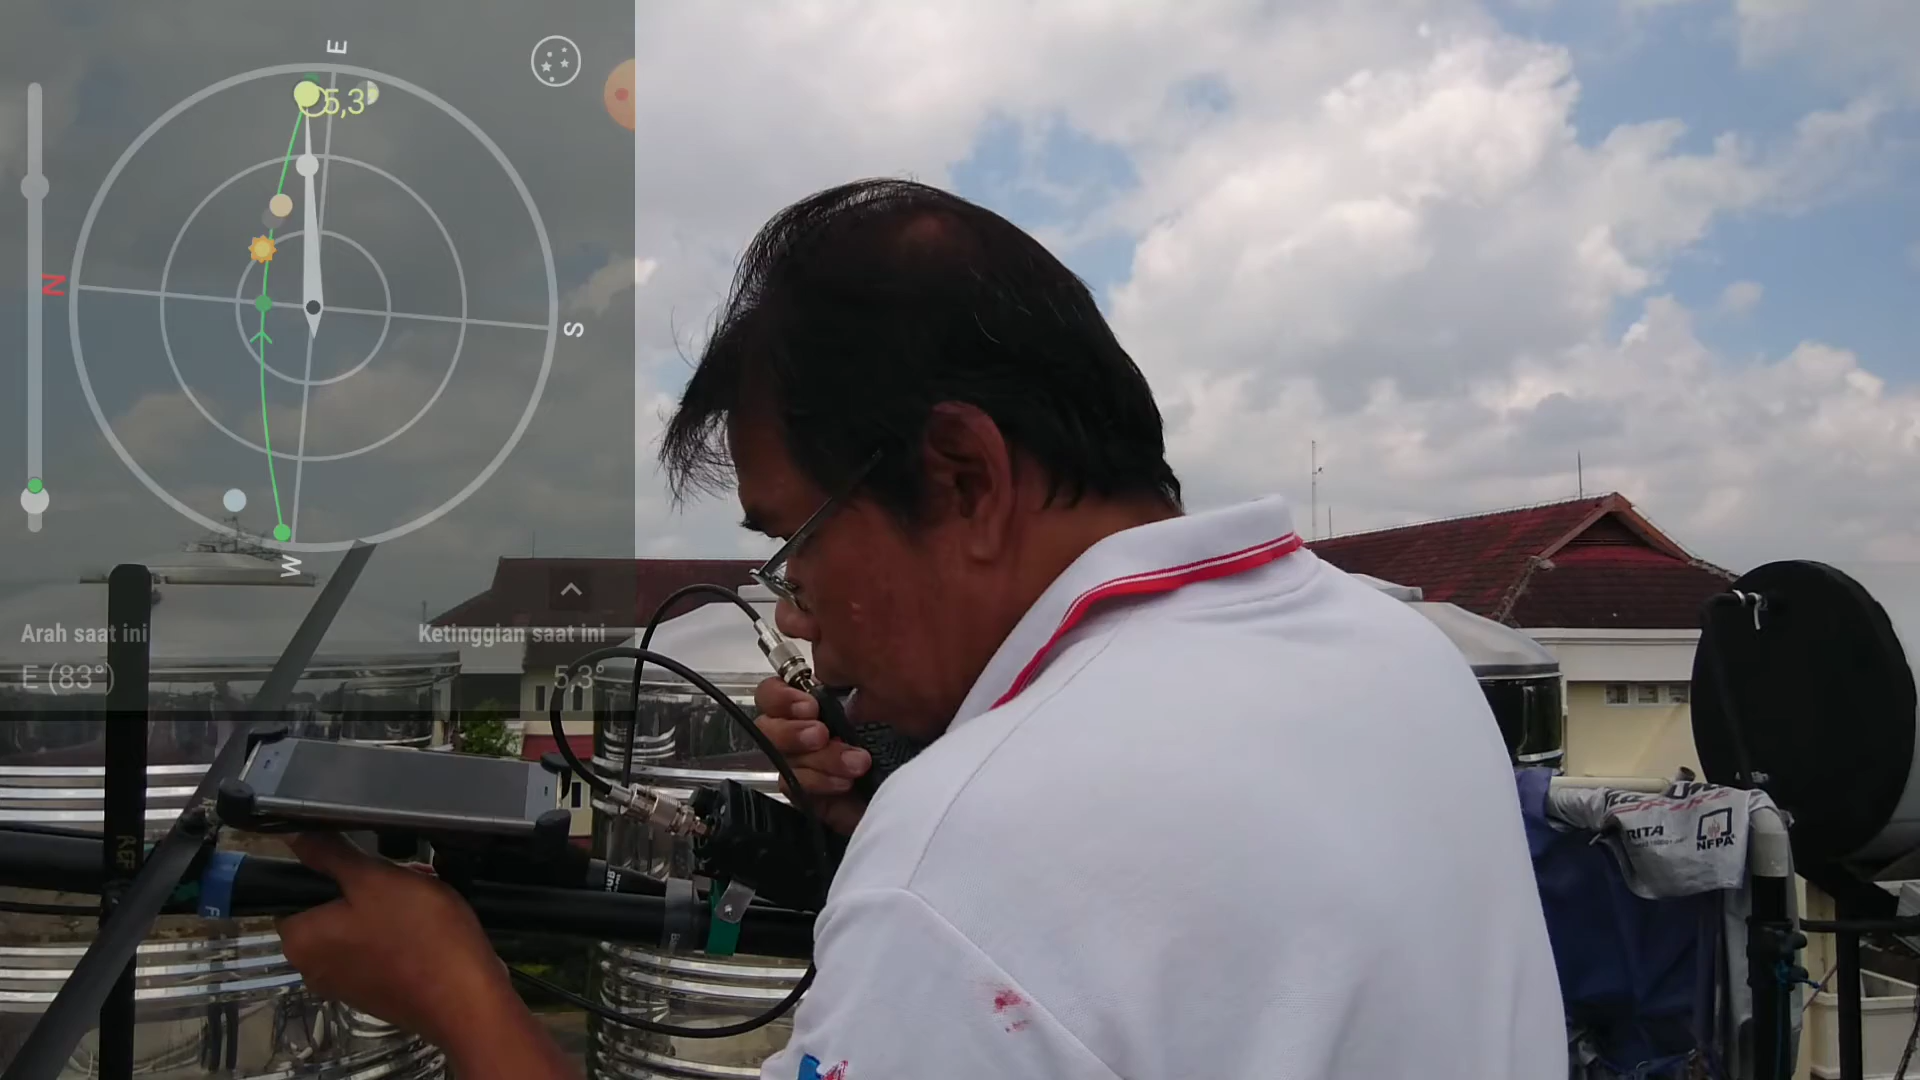 E
5,3°
N
S
W
Arah saat ini
Ketinggian saat ini
E (83°)
5,3°
RITA
NFPA